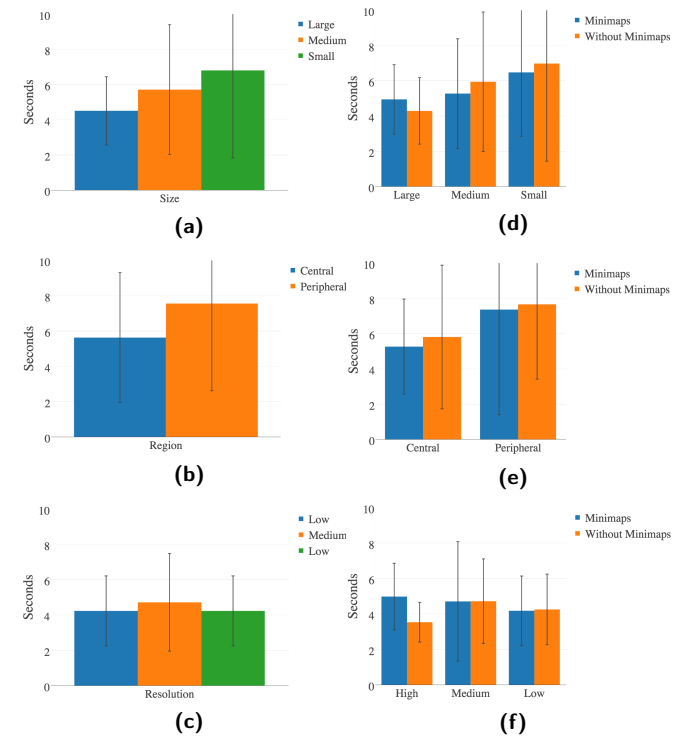 10
8
6
4
2
0
Seconds
Size
Large
Medium
Small
(a)
10
8
6
4
2
0
Seconds
Large
Medium
Small
Minimaps
Without Minimaps
(d)
10
8
6
4
2
0
Seconds
Region
Central
Peripheral
(b)
10
8
6
4
2
0
Seconds
Central
Peripheral
Minimaps
Without Minimaps
(e)
10
8
6
4
2
0
Seconds
Resolution
Low
Medium
Low
(c)
10
8
6
4
2
0
Seconds
High
Medium
Low
Minimaps
Without Minimaps
(f)